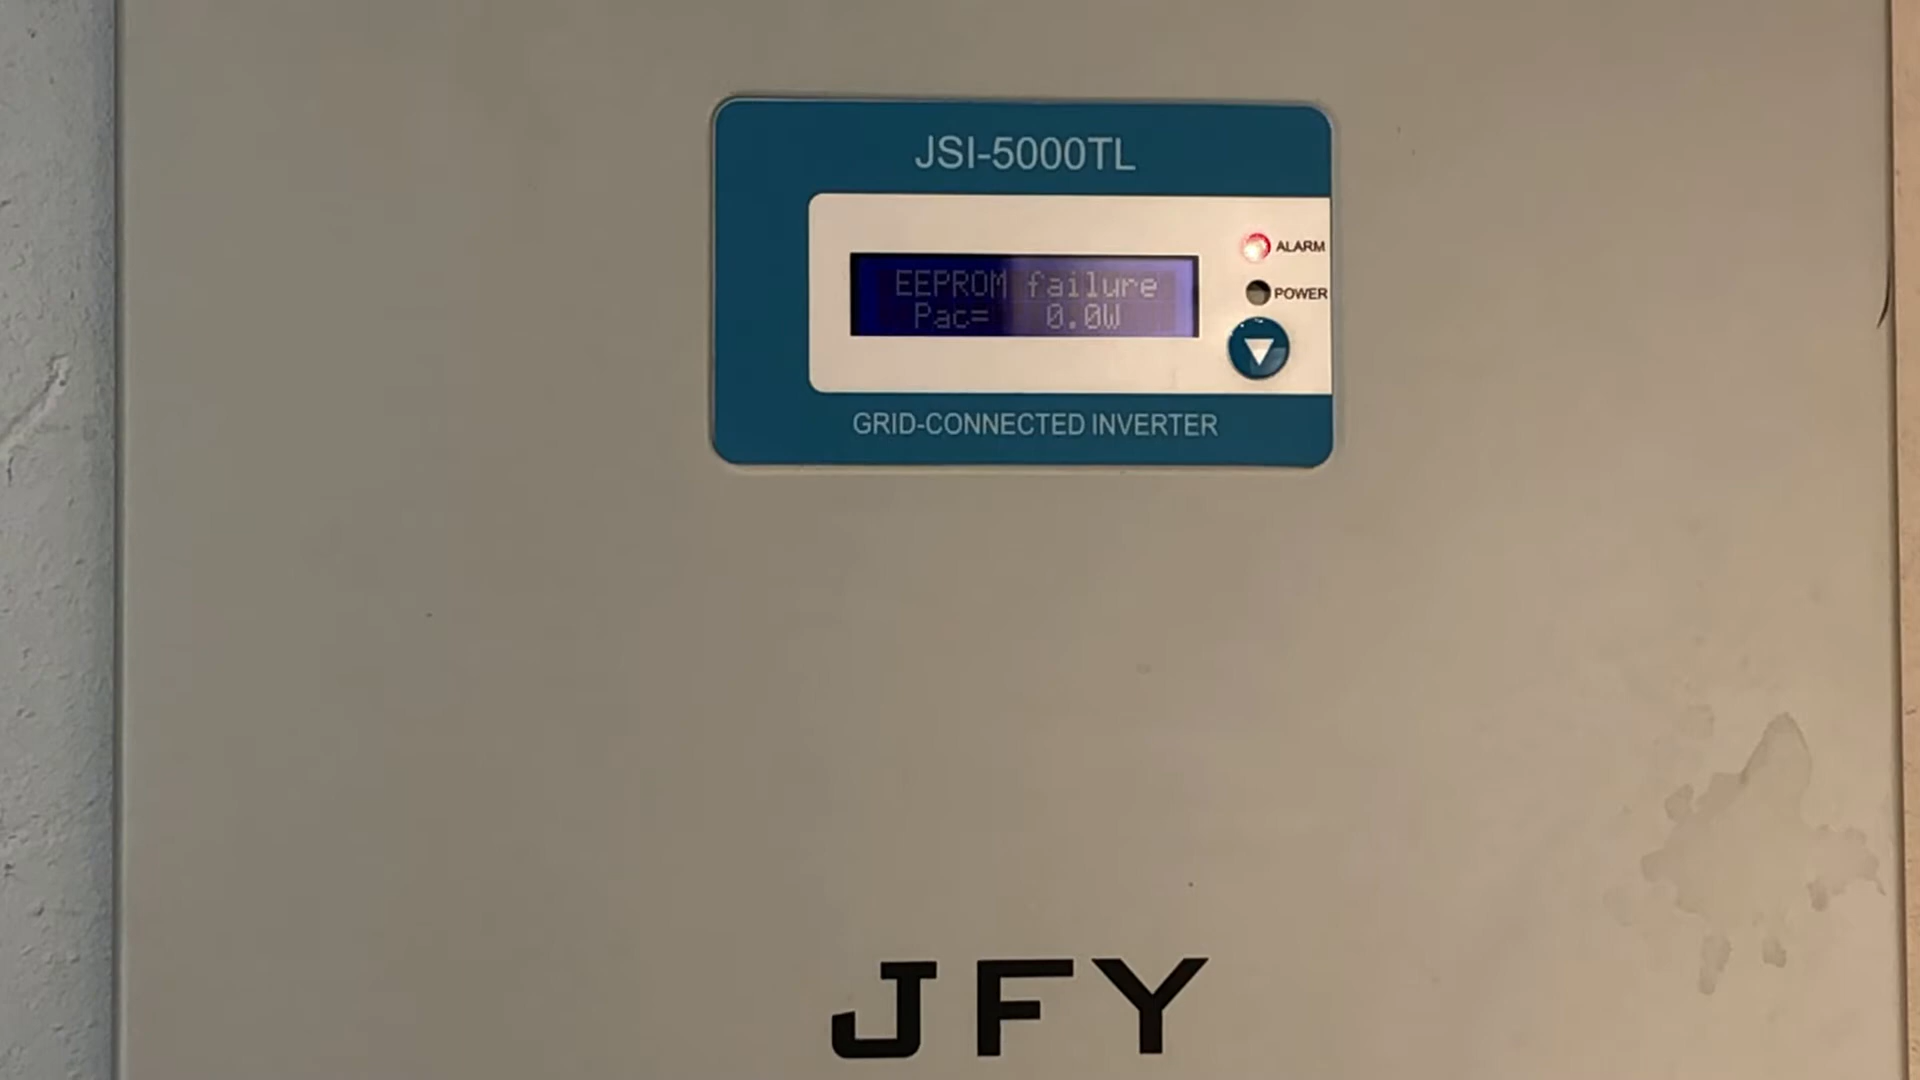 JSI-5000TL
ALARM
EEPROM failure
POWER
Pac= 0.0W
GRID-CONNECTED INVERTER
JFY